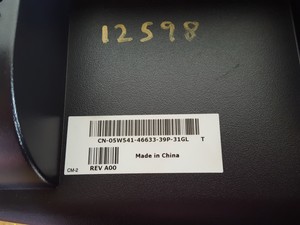 12598
CN-05W541-46633-39P-31GL T
Made in China
CM-2 REV A00